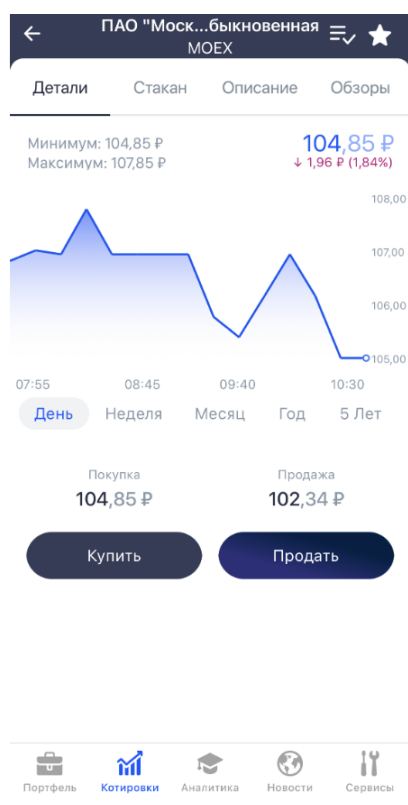 ПАО "Моск...быкновенная
MOEX
Детали Стакан Описание Обзоры
Минимум: 104,85 ₽
Максимум: 107,85 ₽
104,85 ₽
↓ 1,96 ₽ (1,84%)
108,00
107,00
106,00
105,00
07:55 08:45 09:40 10:30
День Неделя Месяц Год 5 Лет
Покупка Продажа
104,85 ₽ 102,34 ₽
Купить Продать
Портфель Котировки Аналитика Новости Сервисы